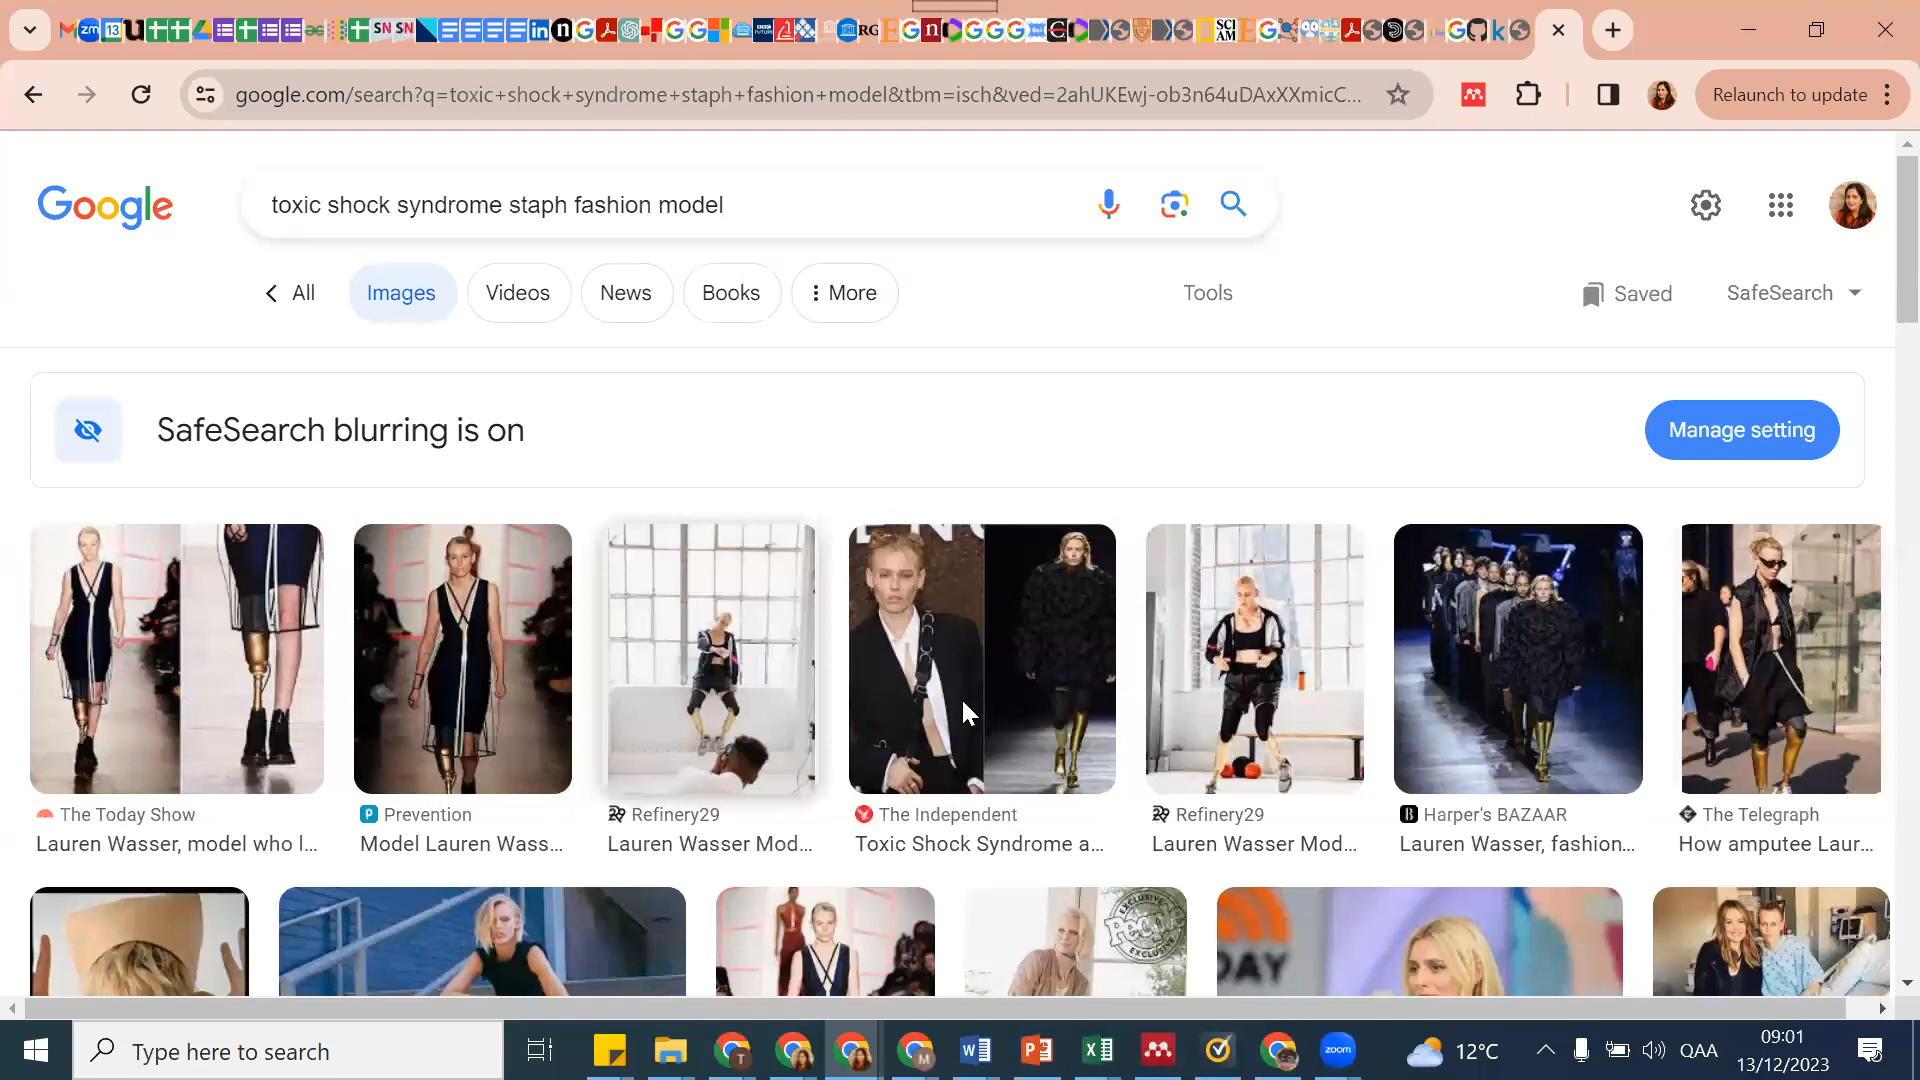 google.com/search?q=toxic+shock+syndrome+staph+fashion+model&tbm=isch&ved=2ahUKEwj-ob3n64uDAxXXmicC...
Relaunch to update
Google
toxic shock syndrome staph fashion model
All
Images
Videos
News
Books
More
Tools
Saved
SafeSearch
SafeSearch blurring is on
Manage setting
The Today Show
Lauren Wasser, model who l...
Prevention
Model Lauren Wass...
Refinery29
Lauren Wasser Mod...
The Independent
Toxic Shock Syndrome a...
Refinery29
Lauren Wasser Mod...
Harper's BAZAAR
Lauren Wasser, fashion...
The Telegraph
How amputee Laur...
Type here to search
zoom
12°C
QAA
09:01
13/12/2023